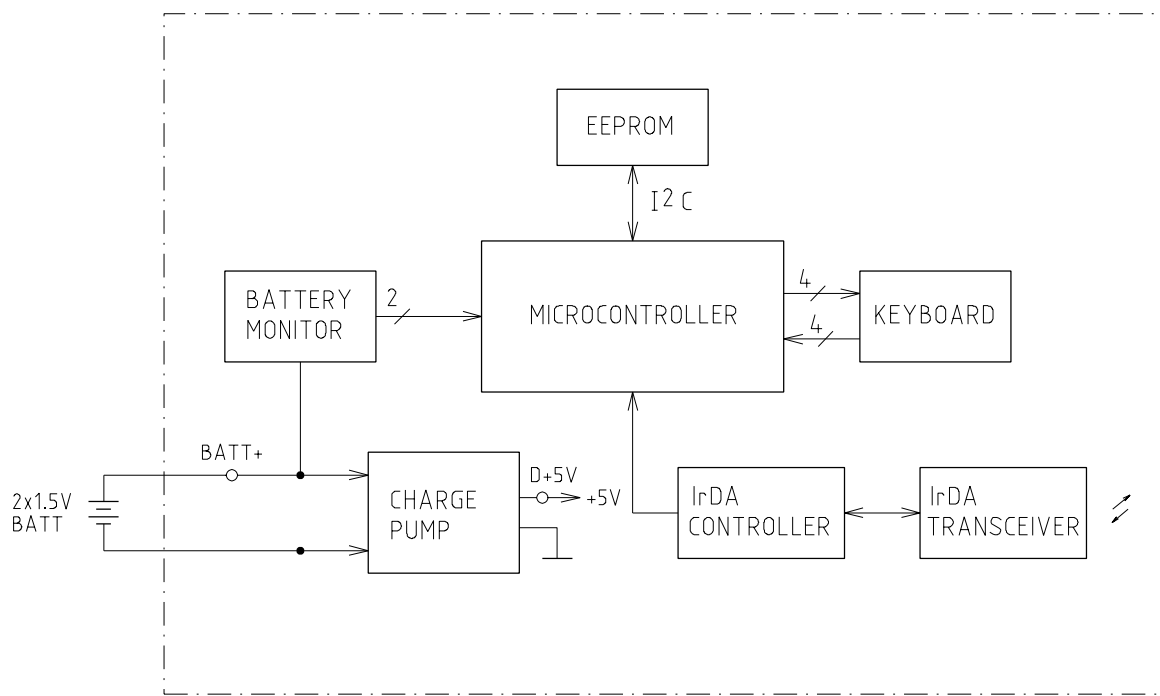 EEPROM
I²C
BATTERY
MONITOR
2
MICROCONTROLLER
4
4
KEYBOARD
BATT+
2x1.5V
BATT
CHARGE
PUMP
D+5V
+5V
IrDA
CONTROLLER
IrDA
TRANSCEIVER